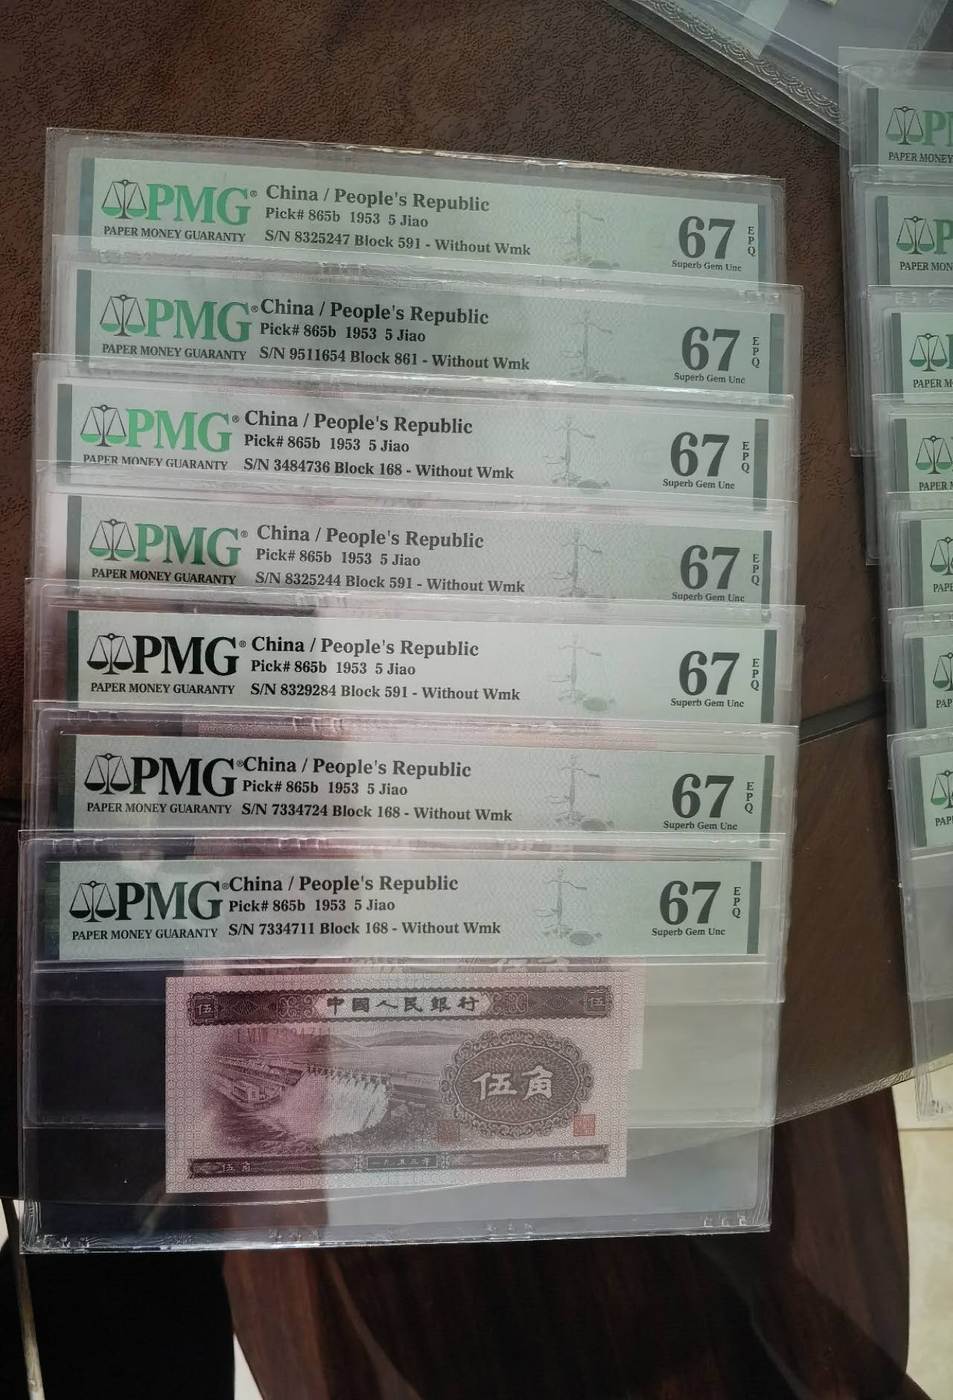 PMG® China / People's Republic
Pick# 865b 1953 5 Jiao
PAPER MONEY GUARANTY S/N 8325247 Block 591 - Without Wmk
67 EPQ
Superb Gem Unc
PMG® China / People's Republic
Pick# 865b 1953 5 Jiao
PAPER MONEY GUARANTY S/N 9511654 Block 861 - Without Wmk
67 EPQ
Superb Gem Unc
PMG® China / People's Republic
Pick# 865b 1953 5 Jiao
PAPER MONEY GUARANTY S/N 3484736 Block 168 - Without Wmk
67 EPQ
Superb Gem Unc
PMG® China / People's Republic
Pick# 865b 1953 5 Jiao
PAPER MONEY GUARANTY S/N 8325244 Block 591 - Without Wmk
67 EPQ
Superb Gem Unc
PMG® China / People's Republic
Pick# 865b 1953 5 Jiao
PAPER MONEY GUARANTY S/N 8329284 Block 591 - Without Wmk
67 EPQ
Superb Gem Unc
PMG® China / People's Republic
Pick# 865b 1953 5 Jiao
PAPER MONEY GUARANTY S/N 7334724 Block 168 - Without Wmk
67 EPQ
Superb Gem Unc
PMG® China / People's Republic
Pick# 865b 1953 5 Jiao
PAPER MONEY GUARANTY S/N 7334711 Block 168 - Without Wmk
67 EPQ
Superb Gem Unc
伍 中國人民銀行 伍
伍角
伍角 一九五三年 伍角
PAPER MONEY
PAPER